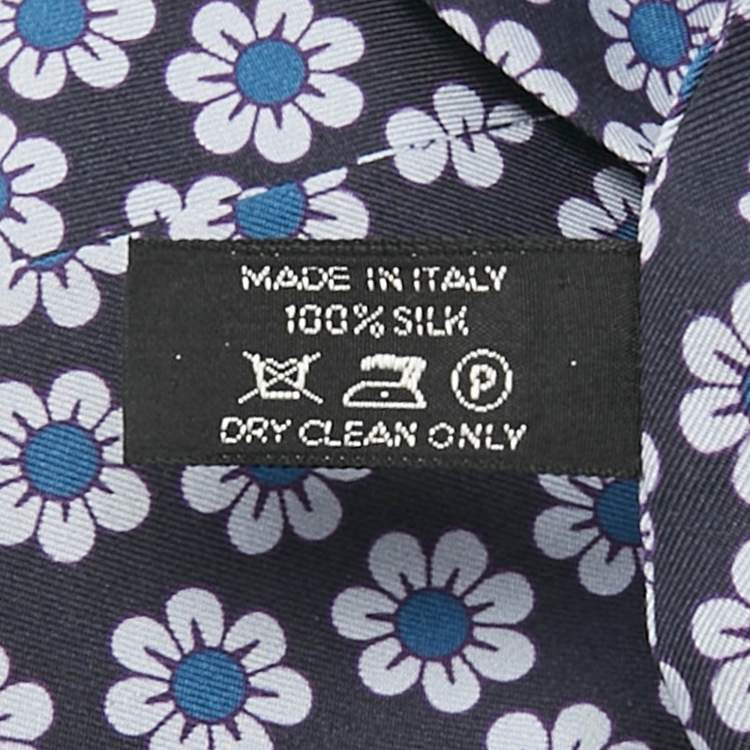 MADE IN ITALY
100% SILK
P
DRY CLEAN ONLY